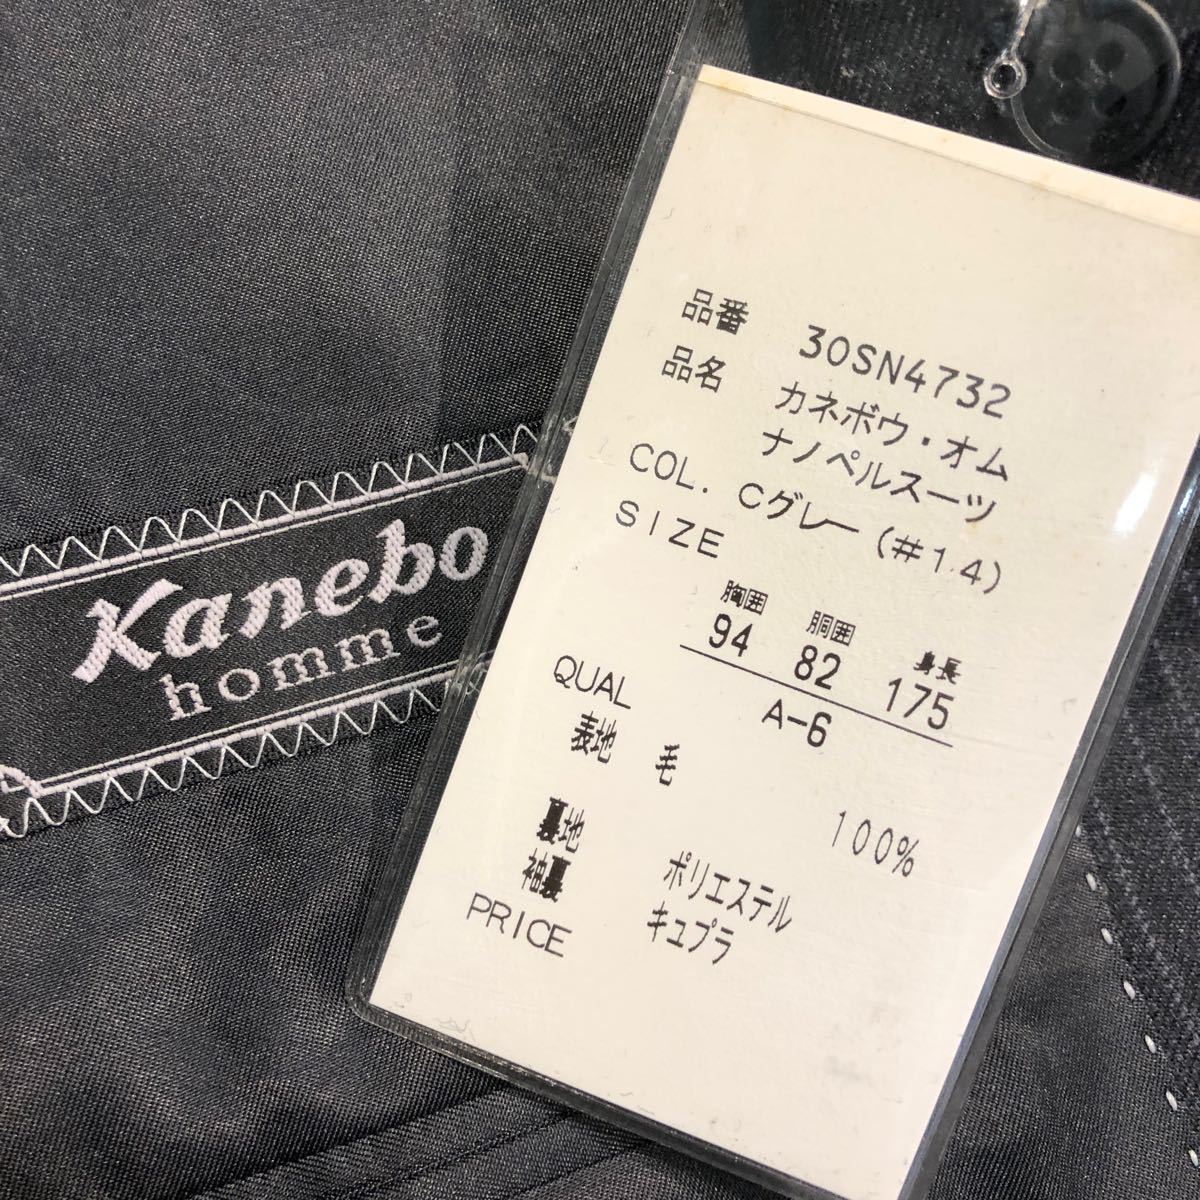 Kanebo
homme
品番 30SN4732
品名 カネボウ・オム
ナノペルスーツ
COL. Cグレー(#14)
SIZE
胸囲 胴囲 身長
94 82 175
A-6
QUAL
表地 毛 100%
裏地 ポリエステル
袖裏 キュプラ
PRICE